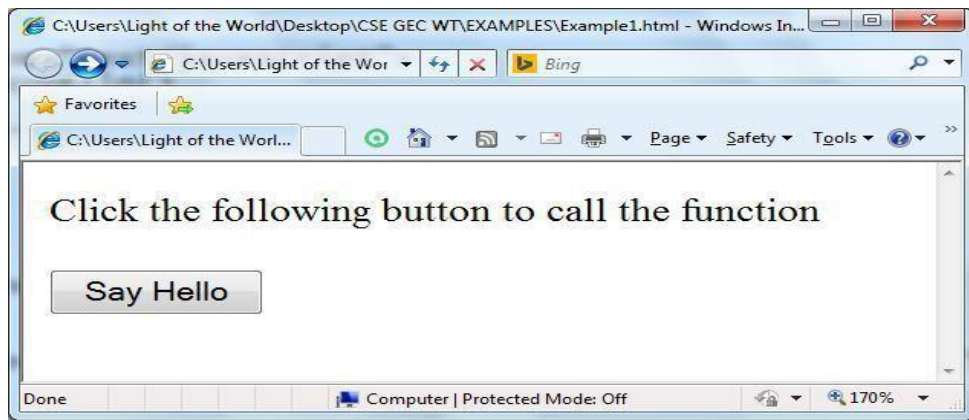 C:\Users\Light of the World\Desktop\CSE GEC WT\EXAMPLES\Example1.html - Windows In...
C:\Users\Light of the Wor Bing
Favorites
C:\Users\Light of the Worl... Page Safety Tools »
Click the following button to call the function
Say Hello
Done Computer | Protected Mode: Off 170%